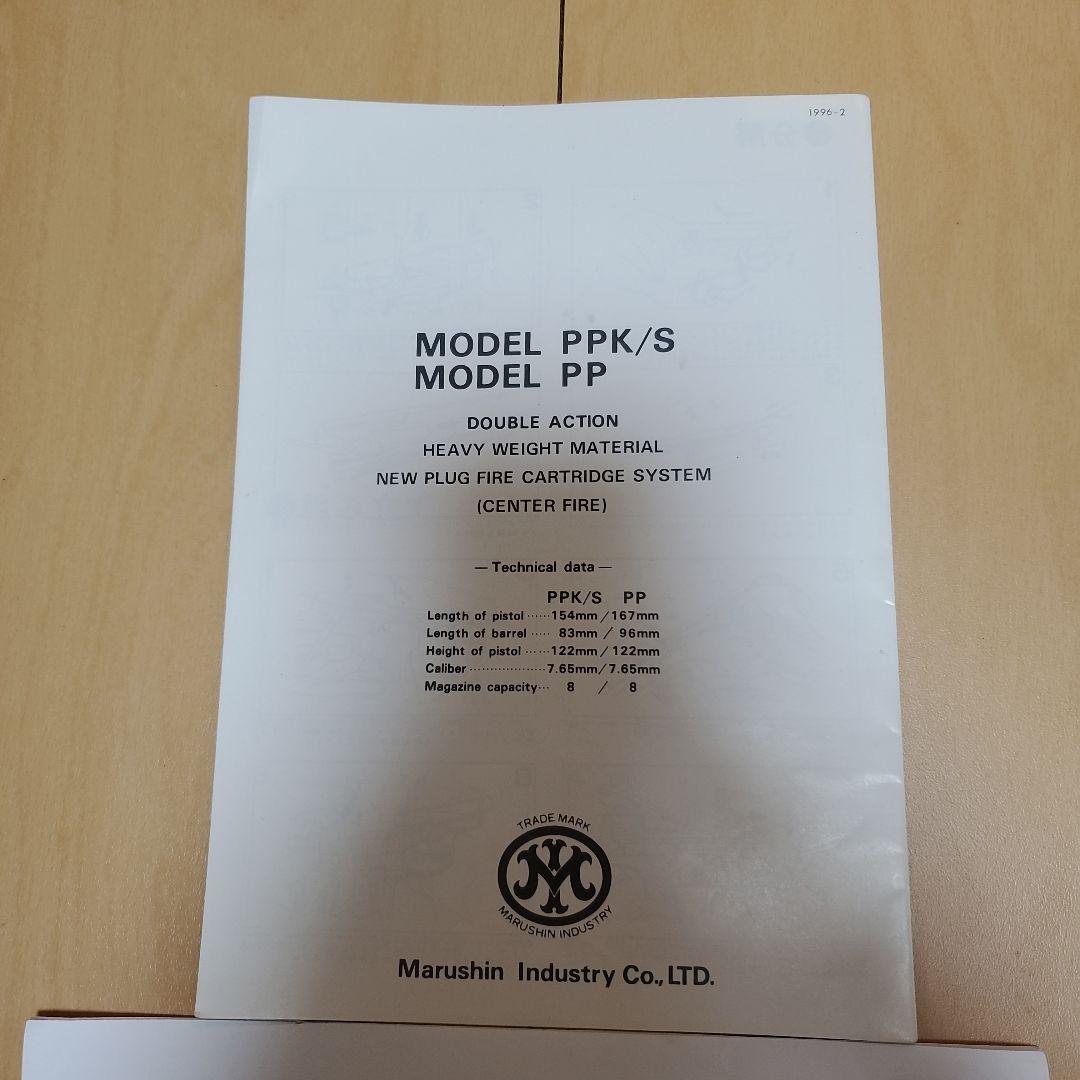 1996-2
MODEL PPK/S
MODEL PP
DOUBLE ACTION
HEAVY WEIGHT MATERIAL
NEW PLUG FIRE CARTRIDGE SYSTEM
(CENTER FIRE)
— Technical data —
PPK/S PP
Length of pistol ······154mm / 167mm
Length of barrel ····· 83mm / 96mm
Height of pistol ······122mm / 122mm
Caliber ···················7.65mm / 7.65mm
Magazine capacity··· 8 / 8
TRADE MARK
M
MARUSHIN INDUSTRY
Marushin Industry Co., LTD.